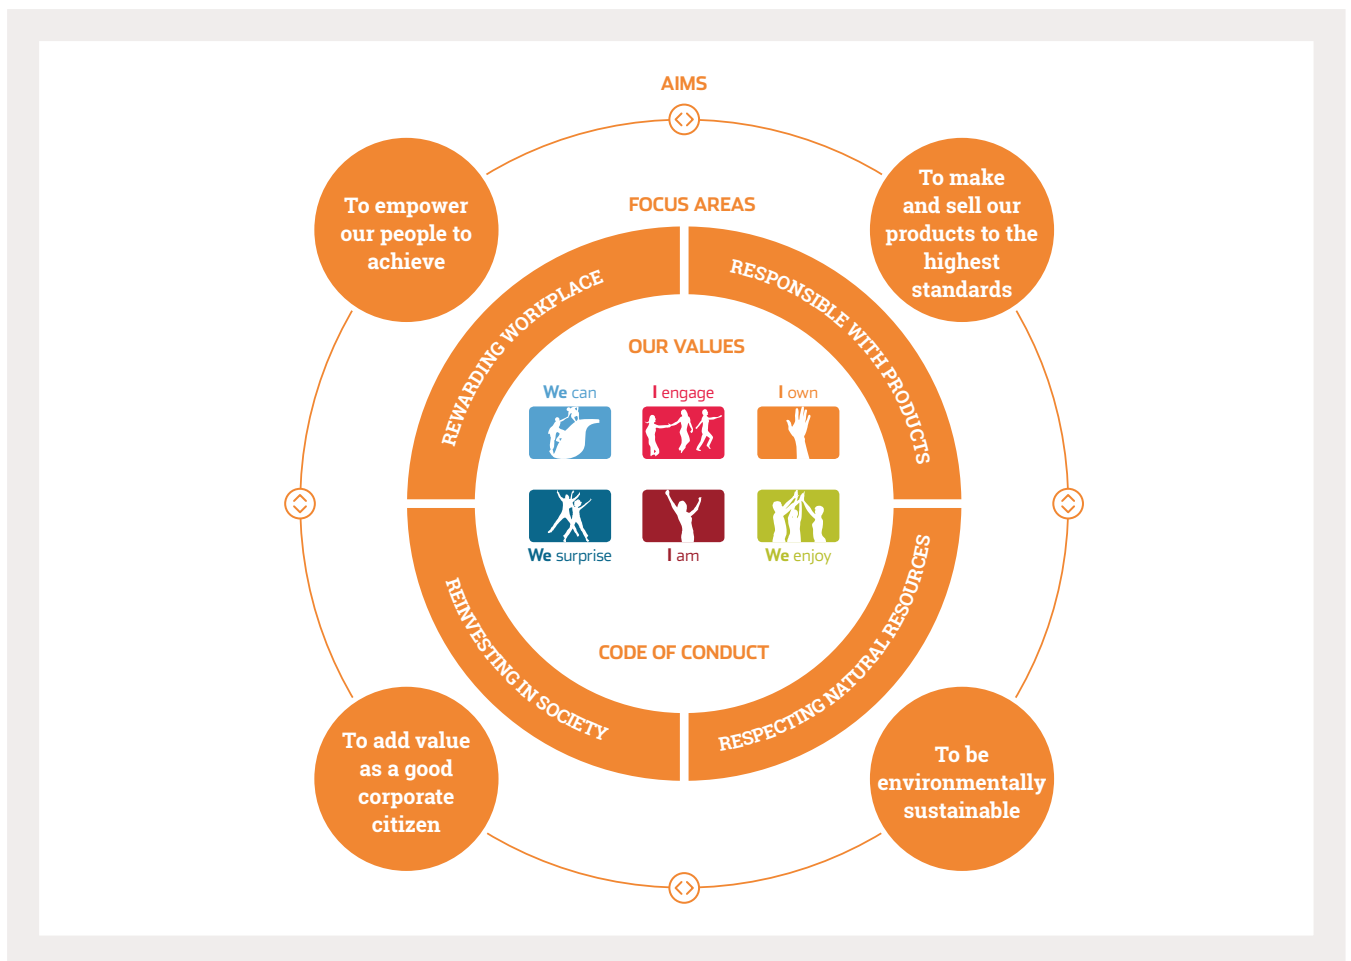 AIMS
To empower
our people to
achieve
To make
and sell our
products to the
highest
standards
FOCUS AREAS
REWARDING WORKPLACE
RESPONSIBLE WITH PRODUCTS
OUR VALUES
We can
I engage
I own
We surprise
I am
We enjoy
CODE OF CONDUCT
REINVESTING IN SOCIETY
RESPECTING NATURAL RESOURCES
To add value
as a good
corporate
citizen
To be
environmentally
sustainable